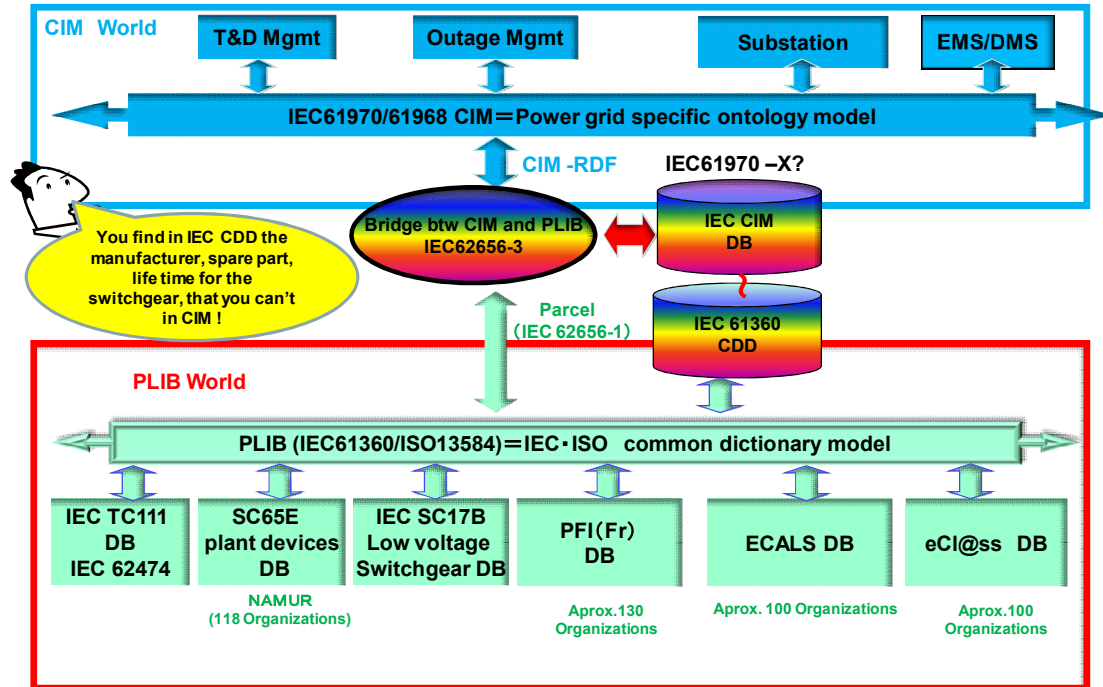 CIM World
T&D Mgmt
Outage Mgmt
Substation
EMS/DMS
IEC61970/61968 CIM＝Power grid specific ontology model
CIM -RDF
IEC61970 –X?
Bridge btw CIM and PLIB
IEC62656-3
IEC CIM
DB
You find in IEC CDD the
manufacturer, spare part,
life time for the
switchgear, that you can't
in CIM !
Parcel
（IEC 62656-1）
IEC 61360
CDD
PLIB World
PLIB (IEC61360/ISO13584)＝IEC・ISO common dictionary model
IEC TC111
DB
IEC 62474
SC65E
plant devices
DB
IEC SC17B
Low voltage
Switchgear DB
PFI（Fr）
DB
ECALS DB
eCl@ss DB
NAMUR
(118 Organizations)
Aprox.130
Organizations
Aprox. 100 Organizations
Aprox.100
Organizations